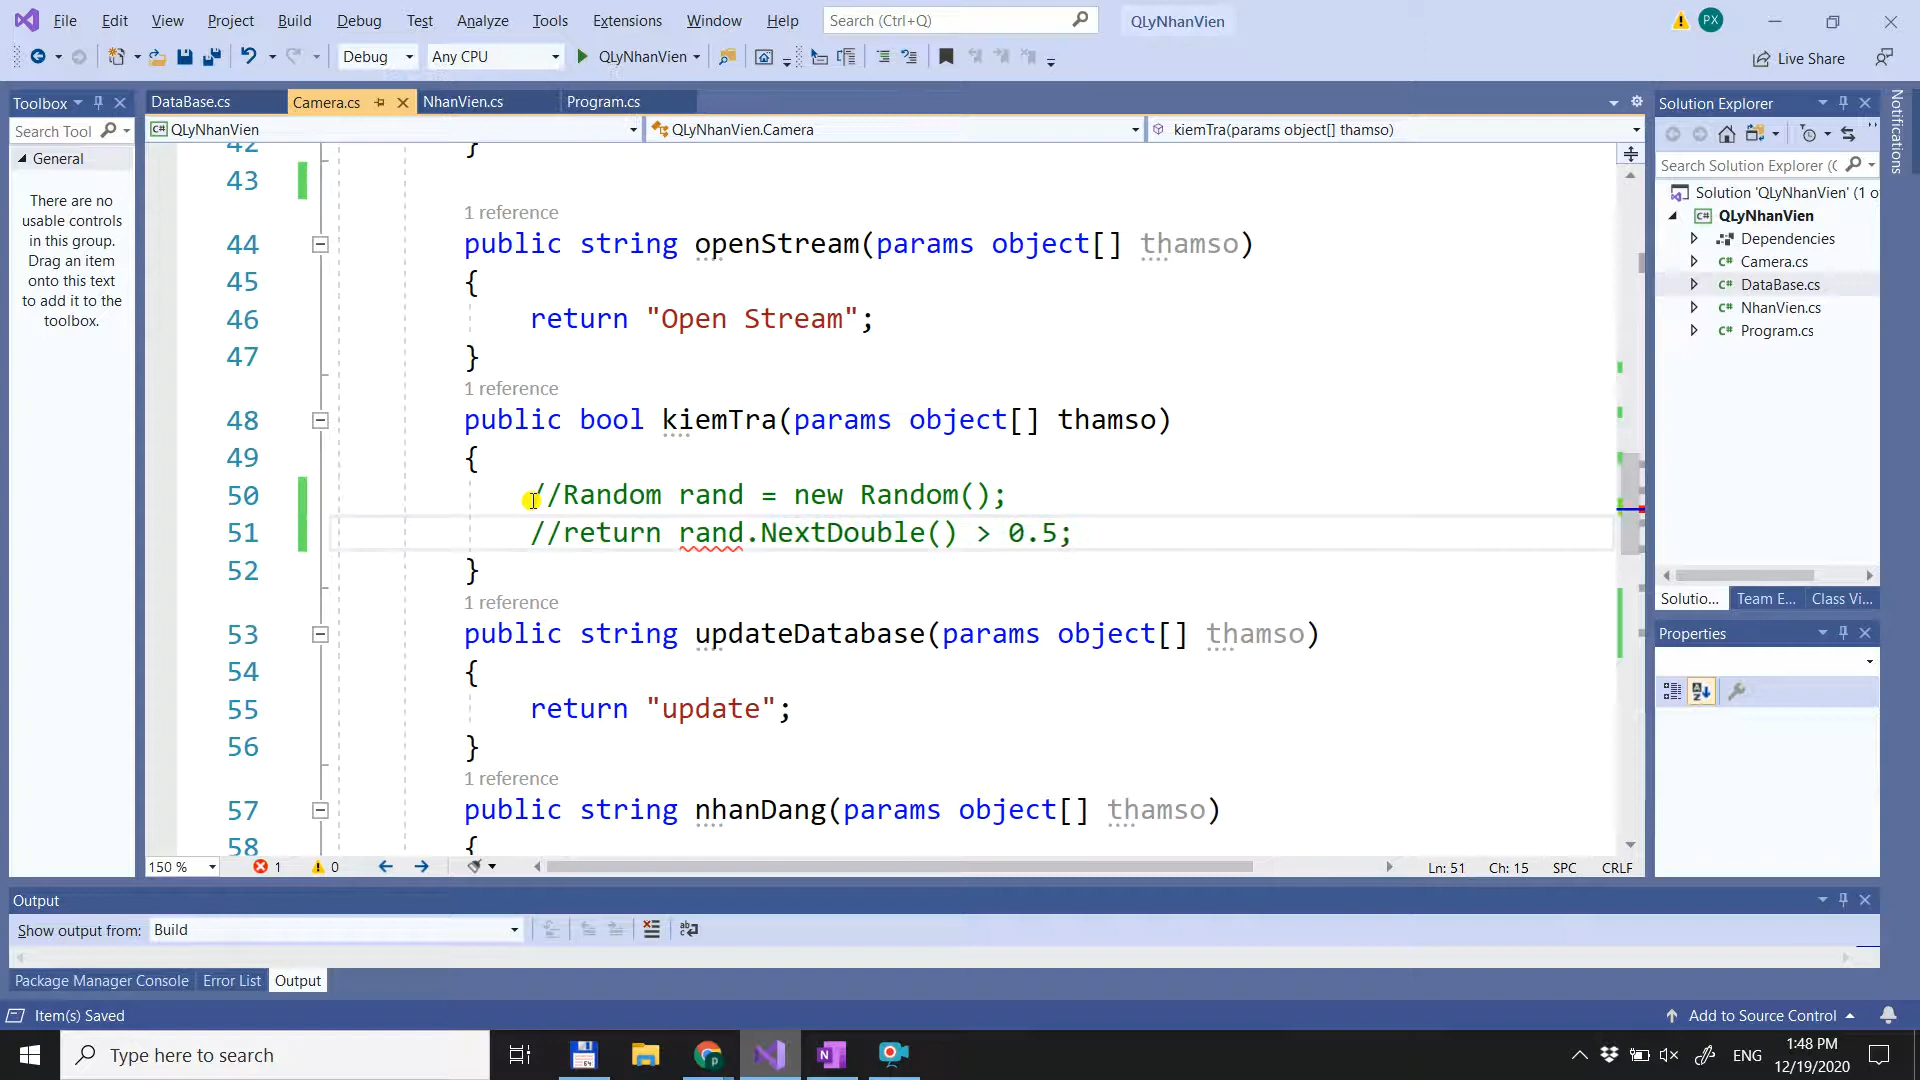 File Edit View Project Build Debug Test Analyze Tools Extensions Window Help Search (Ctrl+Q) QLyNhanVien PX
Debug Any CPU QLyNhanVien Live Share
Toolbox
Search Tool
General
There are no
usable controls
in this group.
Drag an item
onto this text
to add it to the
toolbox.
DataBase.cs Camera.cs NhanVien.cs Program.cs
QLyNhanVien QLyNhanVien.Camera kiemTra(params object[] thamso)
42 }
43
1 reference
44 public string openStream(params object[] thamso)
45 {
46 return "Open Stream";
47 }
1 reference
48 public bool kiemTra(params object[] thamso)
49 {
50 //Random rand = new Random();
51 //return rand.NextDouble() > 0.5;
52 }
1 reference
53 public string updateDatabase(params object[] thamso)
54 {
55 return "update";
56 }
1 reference
57 public string nhanDang(params object[] thamso)
58 {
150 % 1 0 Ln: 51 Ch: 15 SPC CRLF
Solution Explorer
Search Solution Explorer (C
Solution 'QLyNhanVien' (1 o
QLyNhanVien
Dependencies
Camera.cs
DataBase.cs
NhanVien.cs
Program.cs
Solutio... Team E... Class Vi...
Properties
Notifications
Output
Show output from: Build
Package Manager Console Error List Output
Item(s) Saved Add to Source Control
Type here to search ENG 1:48 PM
12/19/2020